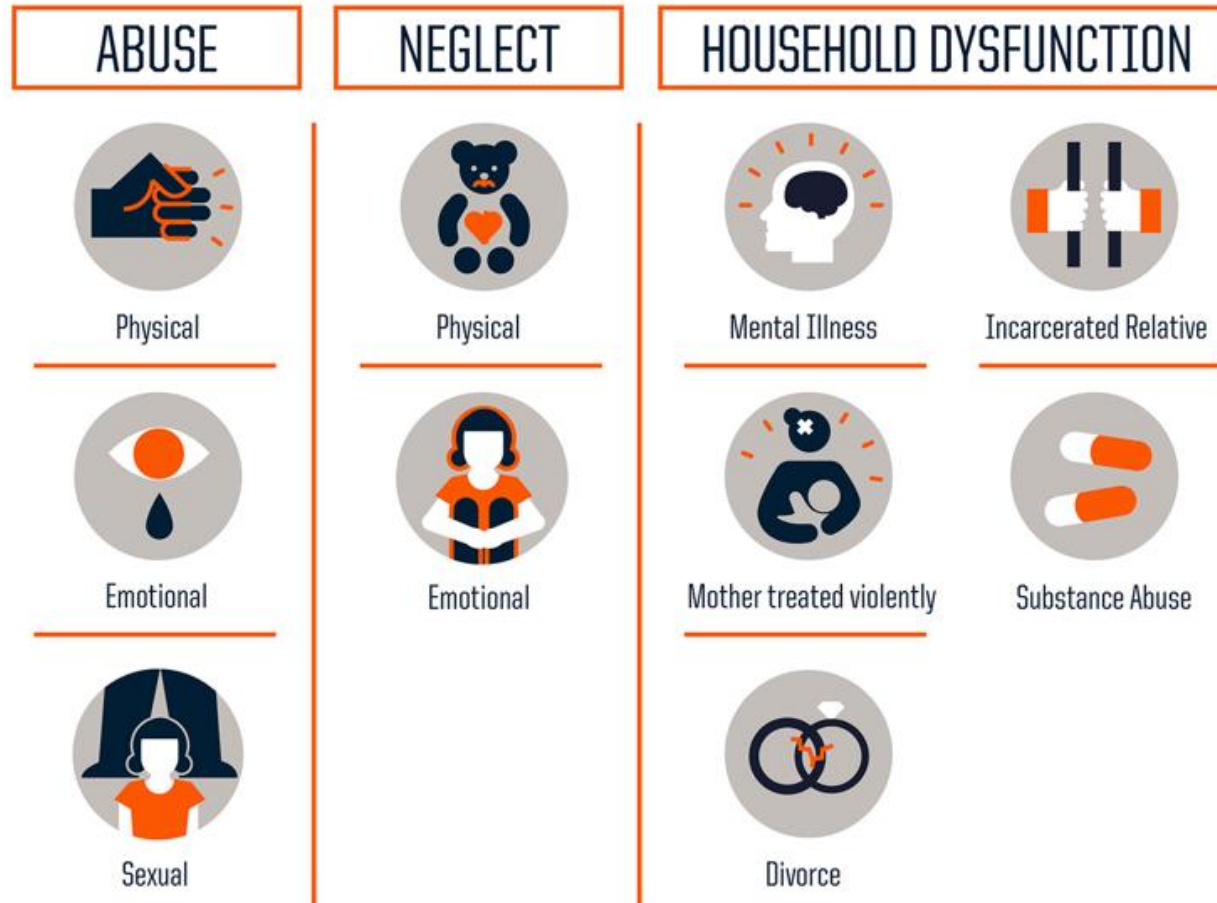 ABUSE
Physical
Emotional
Sexual
NEGLECT
Physical
Emotional
HOUSEHOLD DYSFUNCTION
Mental Illness
Incarcerated Relative
Mother treated violently
Substance Abuse
Divorce